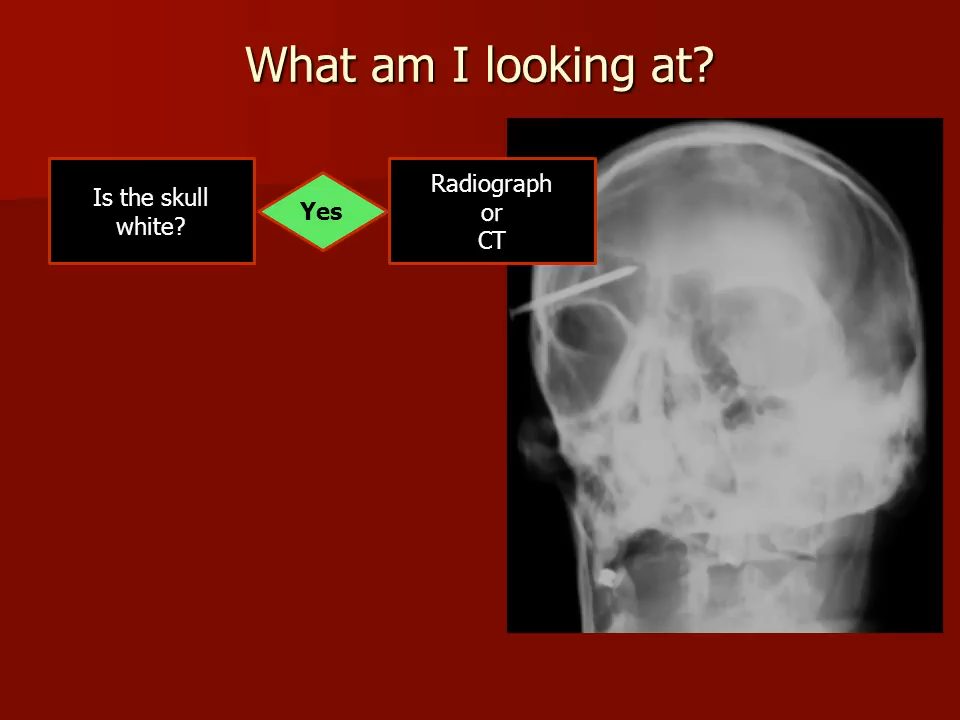 What am I looking at?
Is the skull
white?
Yes
Radiograph
or
CT